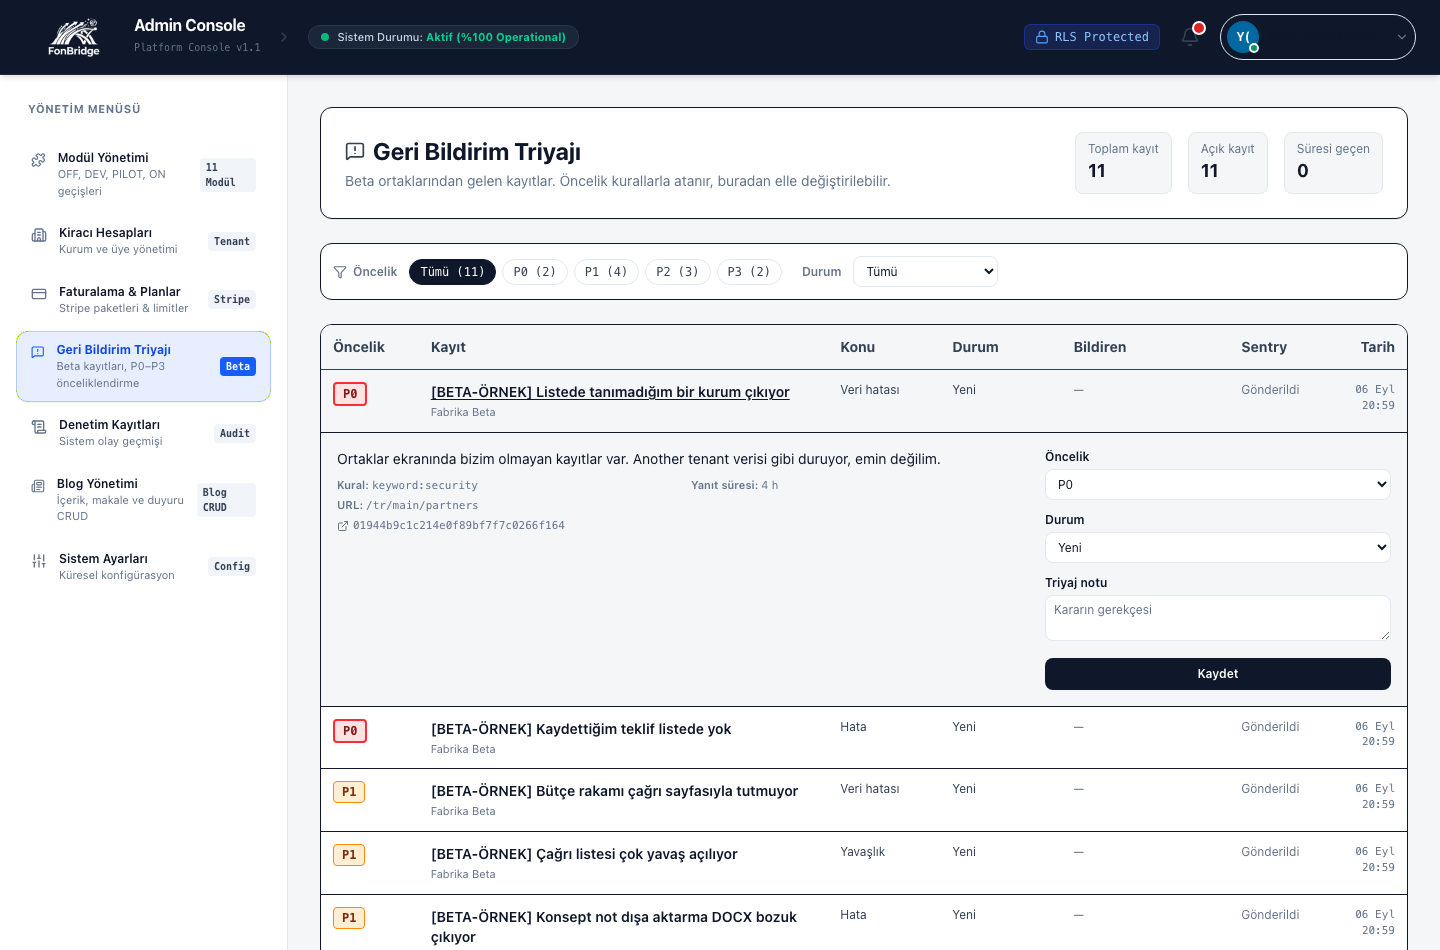 FonBridge
Admin Console
Platform Console v1.1
Sistem Durumu: Aktif (%100 Operational)
RLS Protected
Y(
YÖNETİM MENÜSÜ
Modül Yönetimi
OFF, DEV, PILOT, ON
geçişleri
11
Modül
Kiracı Hesapları
Kurum ve üye yönetimi
Tenant
Faturalama & Planlar
Stripe paketleri & limitler
Stripe
Geri Bildirim Triyajı
Beta kayıtları, P0–P3
önceliklendirme
Beta
Denetim Kayıtları
Sistem olay geçmişi
Audit
Blog Yönetimi
İçerik, makale ve duyuru
CRUD
Blog
CRUD
Sistem Ayarları
Küresel konfigürasyon
Config
Geri Bildirim Triyajı
Beta ortaklarından gelen kayıtlar. Öncelik kurallarla atanır, buradan elle değiştirilebilir.
Toplam kayıt
11
Açık kayıt
11
Süresi geçen
0
Öncelik
Tümü (11)
P0 (2)
P1 (4)
P2 (3)
P3 (2)
Durum
Tümü
Öncelik Kayıt Konu Durum Bildiren Sentry Tarih
P0 [BETA-ÖRNEK] Listede tanımadığım bir kurum çıkıyor Veri hatası Yeni — Gönderildi 06 Eyl
Fabrika Beta 20:59
Ortaklar ekranında bizim olmayan kayıtlar var. Another tenant verisi gibi duruyor, emin değilim.
Kural: keyword:security Yanıt süresi: 4 h
URL: /tr/main/partners
01944b9c1c214e0f89bf7f7c0266f164
Öncelik
P0
Durum
Yeni
Triyaj notu
Kararın gerekçesi
Kaydet
P0 [BETA-ÖRNEK] Kaydettiğim teklif listede yok Hata Yeni — Gönderildi 06 Eyl
Fabrika Beta 20:59
P1 [BETA-ÖRNEK] Bütçe rakamı çağrı sayfasıyla tutmuyor Veri hatası Yeni — Gönderildi 06 Eyl
Fabrika Beta 20:59
P1 [BETA-ÖRNEK] Çağrı listesi çok yavaş açılıyor Yavaşlık Yeni — Gönderildi 06 Eyl
Fabrika Beta 20:59
P1 [BETA-ÖRNEK] Konsept not dışa aktarma DOCX bozuk Hata Yeni — Gönderildi 06 Eyl
çıkıyor 20:59